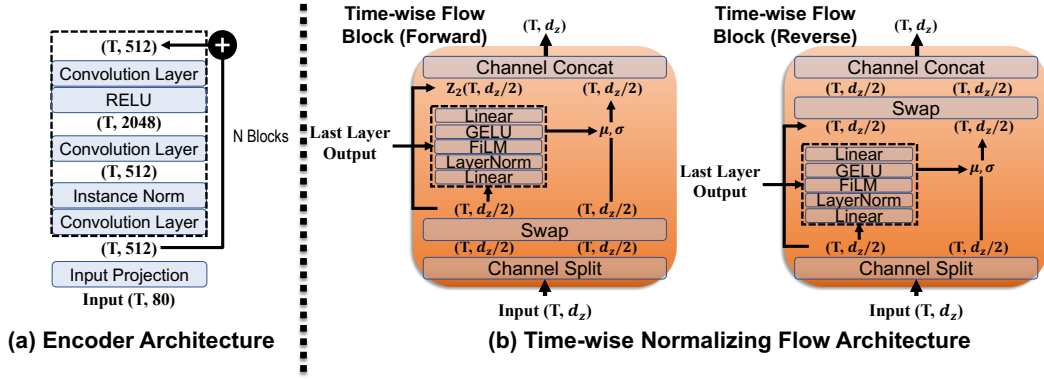 (T, 512)
Convolution Layer
RELU
(T, 2048)
Convolution Layer
(T, 512)
Instance Norm
Convolution Layer
(T, 512)
Input Projection
Input (T, 80)
N Blocks
(a) Encoder Architecture
Time-wise Flow
Block (Forward)
(T, d_z)
Channel Concat
Z₂(T, d_z/2) (T, d_z/2)
Linear
GELU
FiLM
LayerNorm
Linear
μ, σ
Last Layer
Output
(T, d_z/2) (T, d_z/2)
Swap
(T, d_z/2) (T, d_z/2)
Channel Split
Input (T, d_z)
Time-wise Flow
Block (Reverse)
(T, d_z)
Channel Concat
(T, d_z/2) (T, d_z/2)
Swap
(T, d_z/2) (T, d_z/2)
Linear
GELU
FiLM
LayerNorm
Linear
μ, σ
Last Layer
Output
(T, d_z/2) (T, d_z/2)
Channel Split
Input (T, d_z)
(b) Time-wise Normalizing Flow Architecture